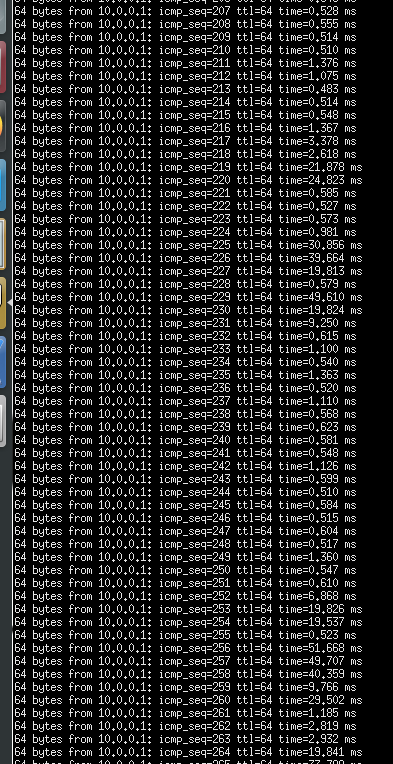 64 bytes from 10.0.0.1: icmp_seq=207 ttl=64 time=0.528 ms
64 bytes from 10.0.0.1: icmp_seq=208 ttl=64 time=0.555 ms
64 bytes from 10.0.0.1: icmp_seq=209 ttl=64 time=0.514 ms
64 bytes from 10.0.0.1: icmp_seq=210 ttl=64 time=0.510 ms
64 bytes from 10.0.0.1: icmp_seq=211 ttl=64 time=1.376 ms
64 bytes from 10.0.0.1: icmp_seq=212 ttl=64 time=1.075 ms
64 bytes from 10.0.0.1: icmp_seq=213 ttl=64 time=0.483 ms
64 bytes from 10.0.0.1: icmp_seq=214 ttl=64 time=0.514 ms
64 bytes from 10.0.0.1: icmp_seq=215 ttl=64 time=0.548 ms
64 bytes from 10.0.0.1: icmp_seq=216 ttl=64 time=1.367 ms
64 bytes from 10.0.0.1: icmp_seq=217 ttl=64 time=3.378 ms
64 bytes from 10.0.0.1: icmp_seq=218 ttl=64 time=2.618 ms
64 bytes from 10.0.0.1: icmp_seq=219 ttl=64 time=21.878 ms
64 bytes from 10.0.0.1: icmp_seq=220 ttl=64 time=24.823 ms
64 bytes from 10.0.0.1: icmp_seq=221 ttl=64 time=0.585 ms
64 bytes from 10.0.0.1: icmp_seq=222 ttl=64 time=0.527 ms
64 bytes from 10.0.0.1: icmp_seq=223 ttl=64 time=0.573 ms
64 bytes from 10.0.0.1: icmp_seq=224 ttl=64 time=0.981 ms
64 bytes from 10.0.0.1: icmp_seq=225 ttl=64 time=30.856 ms
64 bytes from 10.0.0.1: icmp_seq=226 ttl=64 time=39.664 ms
64 bytes from 10.0.0.1: icmp_seq=227 ttl=64 time=19.813 ms
64 bytes from 10.0.0.1: icmp_seq=228 ttl=64 time=0.579 ms
64 bytes from 10.0.0.1: icmp_seq=229 ttl=64 time=49.610 ms
64 bytes from 10.0.0.1: icmp_seq=230 ttl=64 time=19.824 ms
64 bytes from 10.0.0.1: icmp_seq=231 ttl=64 time=9.250 ms
64 bytes from 10.0.0.1: icmp_seq=232 ttl=64 time=0.615 ms
64 bytes from 10.0.0.1: icmp_seq=233 ttl=64 time=1.100 ms
64 bytes from 10.0.0.1: icmp_seq=234 ttl=64 time=0.540 ms
64 bytes from 10.0.0.1: icmp_seq=235 ttl=64 time=1.363 ms
64 bytes from 10.0.0.1: icmp_seq=236 ttl=64 time=0.520 ms
64 bytes from 10.0.0.1: icmp_seq=237 ttl=64 time=1.110 ms
64 bytes from 10.0.0.1: icmp_seq=238 ttl=64 time=0.568 ms
64 bytes from 10.0.0.1: icmp_seq=239 ttl=64 time=0.623 ms
64 bytes from 10.0.0.1: icmp_seq=240 ttl=64 time=0.581 ms
64 bytes from 10.0.0.1: icmp_seq=241 ttl=64 time=0.548 ms
64 bytes from 10.0.0.1: icmp_seq=242 ttl=64 time=1.126 ms
64 bytes from 10.0.0.1: icmp_seq=243 ttl=64 time=0.599 ms
64 bytes from 10.0.0.1: icmp_seq=244 ttl=64 time=0.510 ms
64 bytes from 10.0.0.1: icmp_seq=245 ttl=64 time=0.584 ms
64 bytes from 10.0.0.1: icmp_seq=246 ttl=64 time=0.515 ms
64 bytes from 10.0.0.1: icmp_seq=247 ttl=64 time=0.604 ms
64 bytes from 10.0.0.1: icmp_seq=248 ttl=64 time=0.517 ms
64 bytes from 10.0.0.1: icmp_seq=249 ttl=64 time=1.360 ms
64 bytes from 10.0.0.1: icmp_seq=250 ttl=64 time=0.547 ms
64 bytes from 10.0.0.1: icmp_seq=251 ttl=64 time=0.610 ms
64 bytes from 10.0.0.1: icmp_seq=252 ttl=64 time=6.868 ms
64 bytes from 10.0.0.1: icmp_seq=253 ttl=64 time=19.826 ms
64 bytes from 10.0.0.1: icmp_seq=254 ttl=64 time=19.537 ms
64 bytes from 10.0.0.1: icmp_seq=255 ttl=64 time=0.523 ms
64 bytes from 10.0.0.1: icmp_seq=256 ttl=64 time=51.668 ms
64 bytes from 10.0.0.1: icmp_seq=257 ttl=64 time=49.707 ms
64 bytes from 10.0.0.1: icmp_seq=258 ttl=64 time=40.359 ms
64 bytes from 10.0.0.1: icmp_seq=259 ttl=64 time=9.766 ms
64 bytes from 10.0.0.1: icmp_seq=260 ttl=64 time=29.502 ms
64 bytes from 10.0.0.1: icmp_seq=261 ttl=64 time=1.185 ms
64 bytes from 10.0.0.1: icmp_seq=262 ttl=64 time=2.819 ms
64 bytes from 10.0.0.1: icmp_seq=263 ttl=64 time=2.932 ms
64 bytes from 10.0.0.1: icmp_seq=264 ttl=64 time=19.841 ms